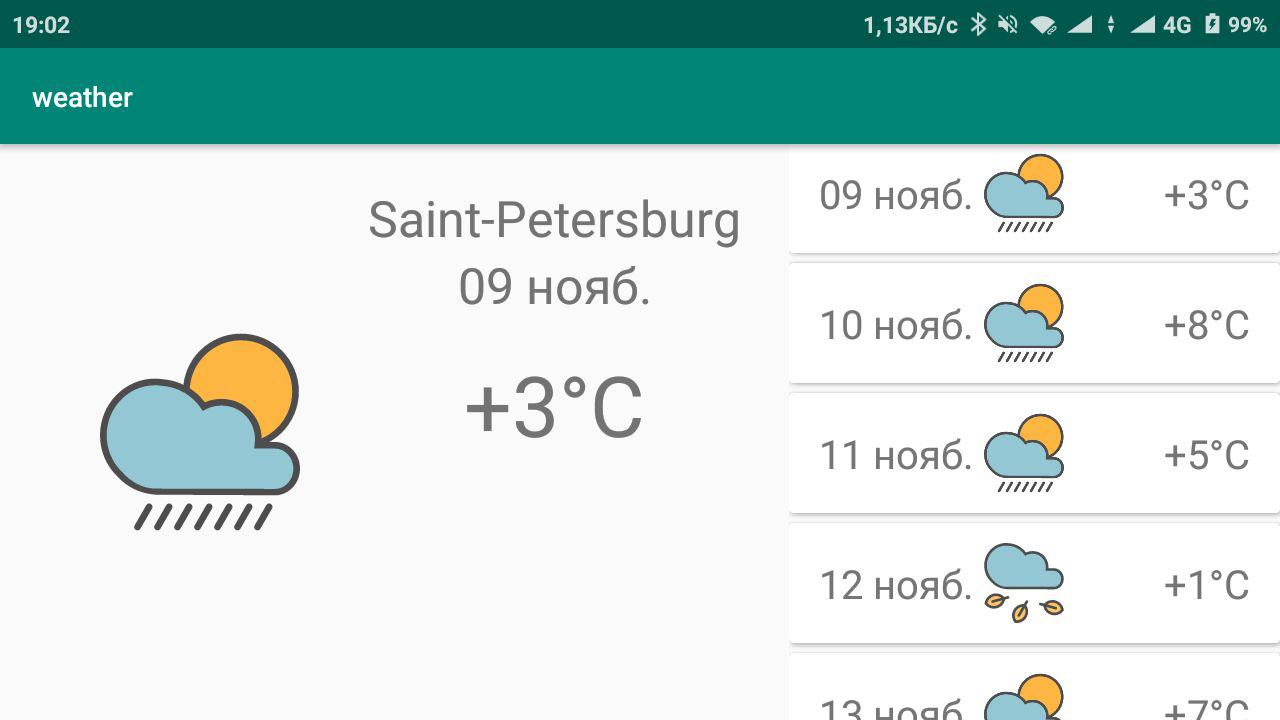 19:02 1,13КБ/с 4G 99%
weather
Saint-Petersburg
09 нояб.
+3°C
09 нояб. +3°C
10 нояб. +8°C
11 нояб. +5°C
12 нояб. +1°C
13 нояб. +7°C